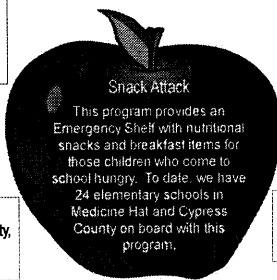 Snack Attack
This program provides an
Emergency Shelf with nutritional
snacks and breakfast items for
those children who come to
school hungry. To date, we have
24 elementary schools in
Medicine Hat and Cypress
County on board with this
program.
ty,